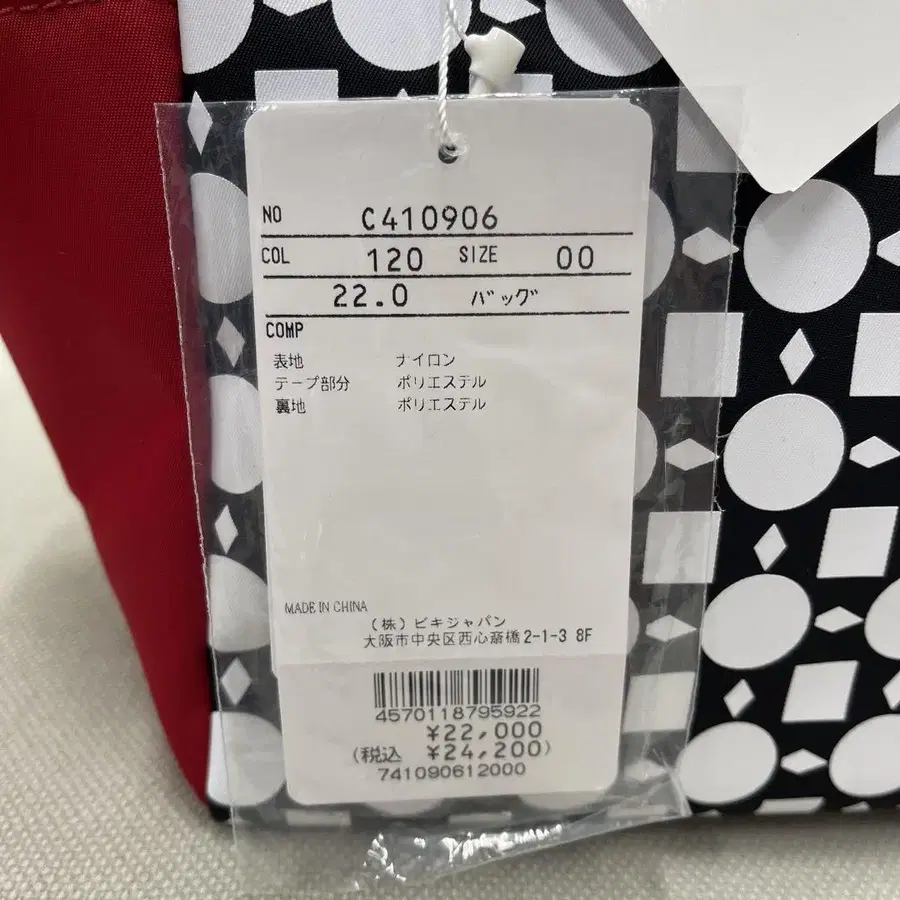 NO C410906
COL 120 SIZE 00
22.0 バッグ
COMP
表地 ナイロン
テープ部分 ポリエステル
裏地 ポリエステル
MADE IN CHINA
(株)ビキジャパン
大阪市中央区西心斎橋2-1-3 8F
4570118795922
¥22,000
(税込 ¥24,200)
741090612000